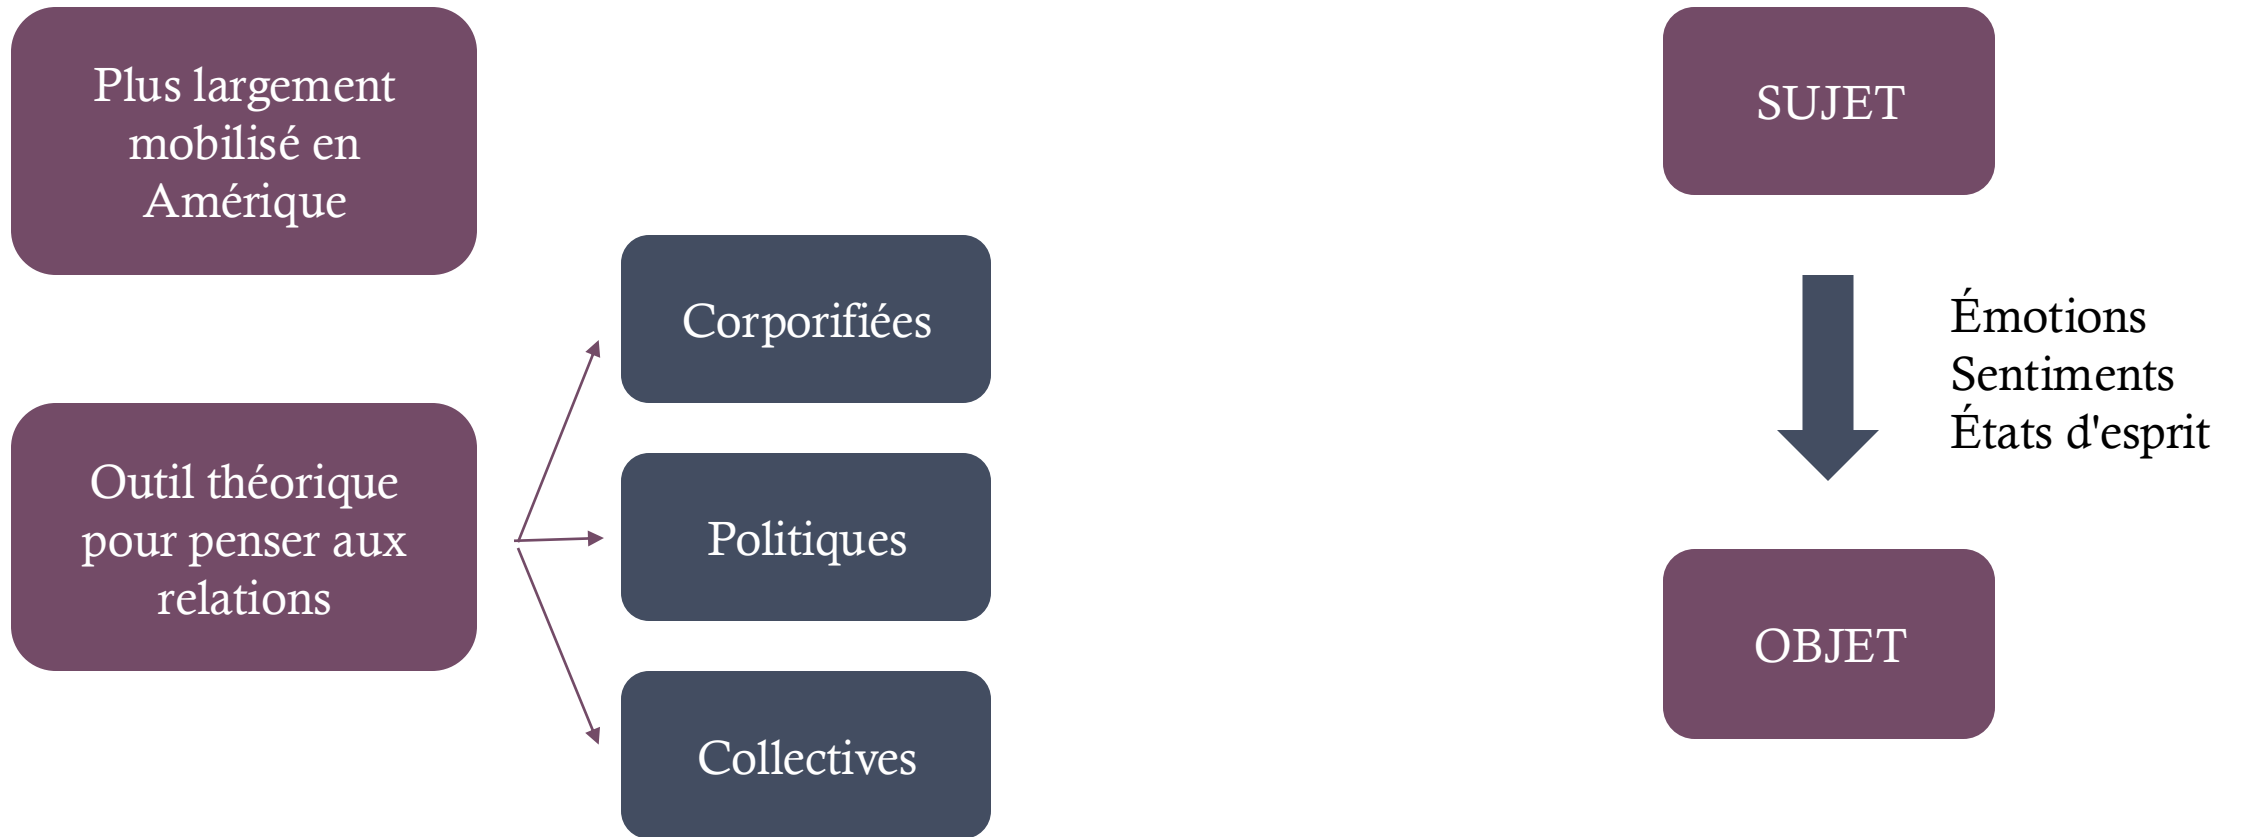 Plus largement
mobilisé en
Amérique
Outil théorique
pour penser aux
relations
Corporifiées
Politiques
Collectives
SUJET
Émotions
Sentiments
États d'esprit
OBJET